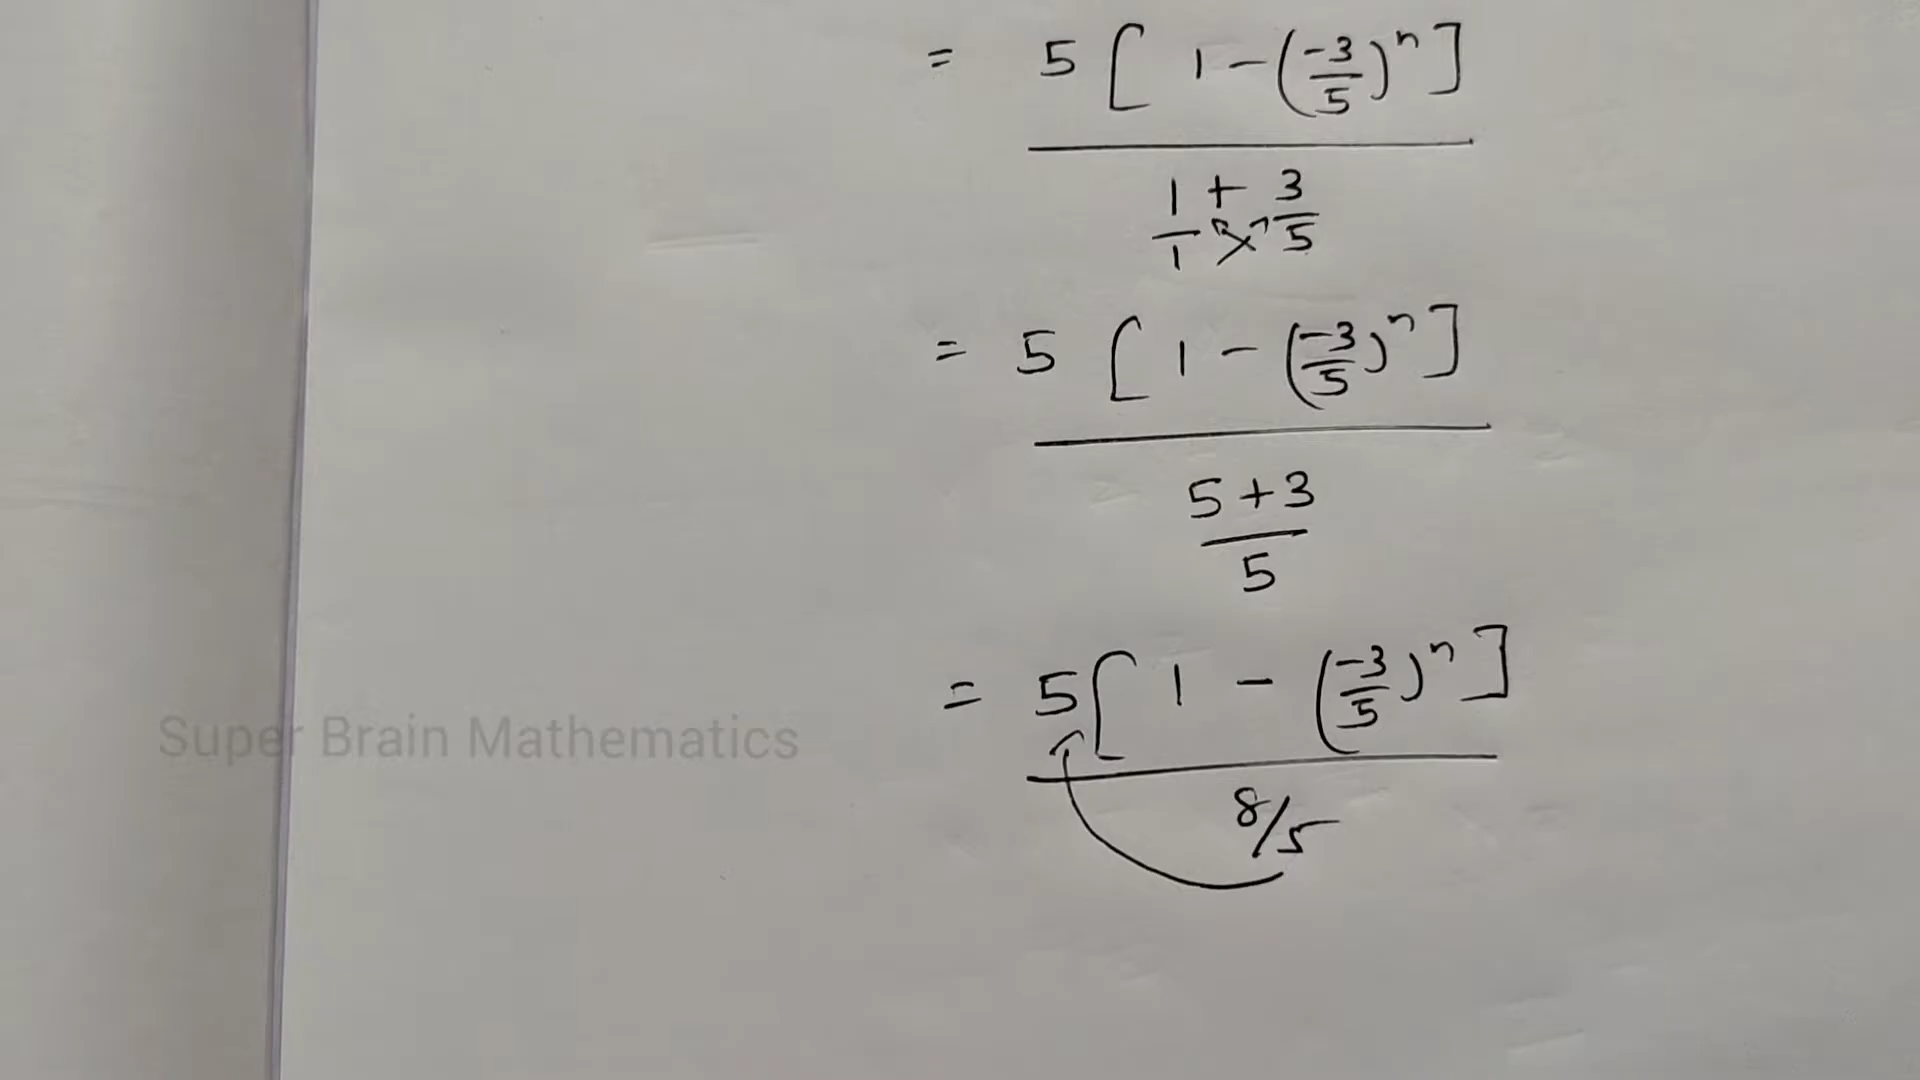 = 5 [ 1 - (-3/5)^n ]
1/1 + 3/5
= 5 [ 1 - (-3/5)^n ]
5+3
5
= 5 [ 1 - (-3/5)^n ]
8/5
Super Brain Mathematics